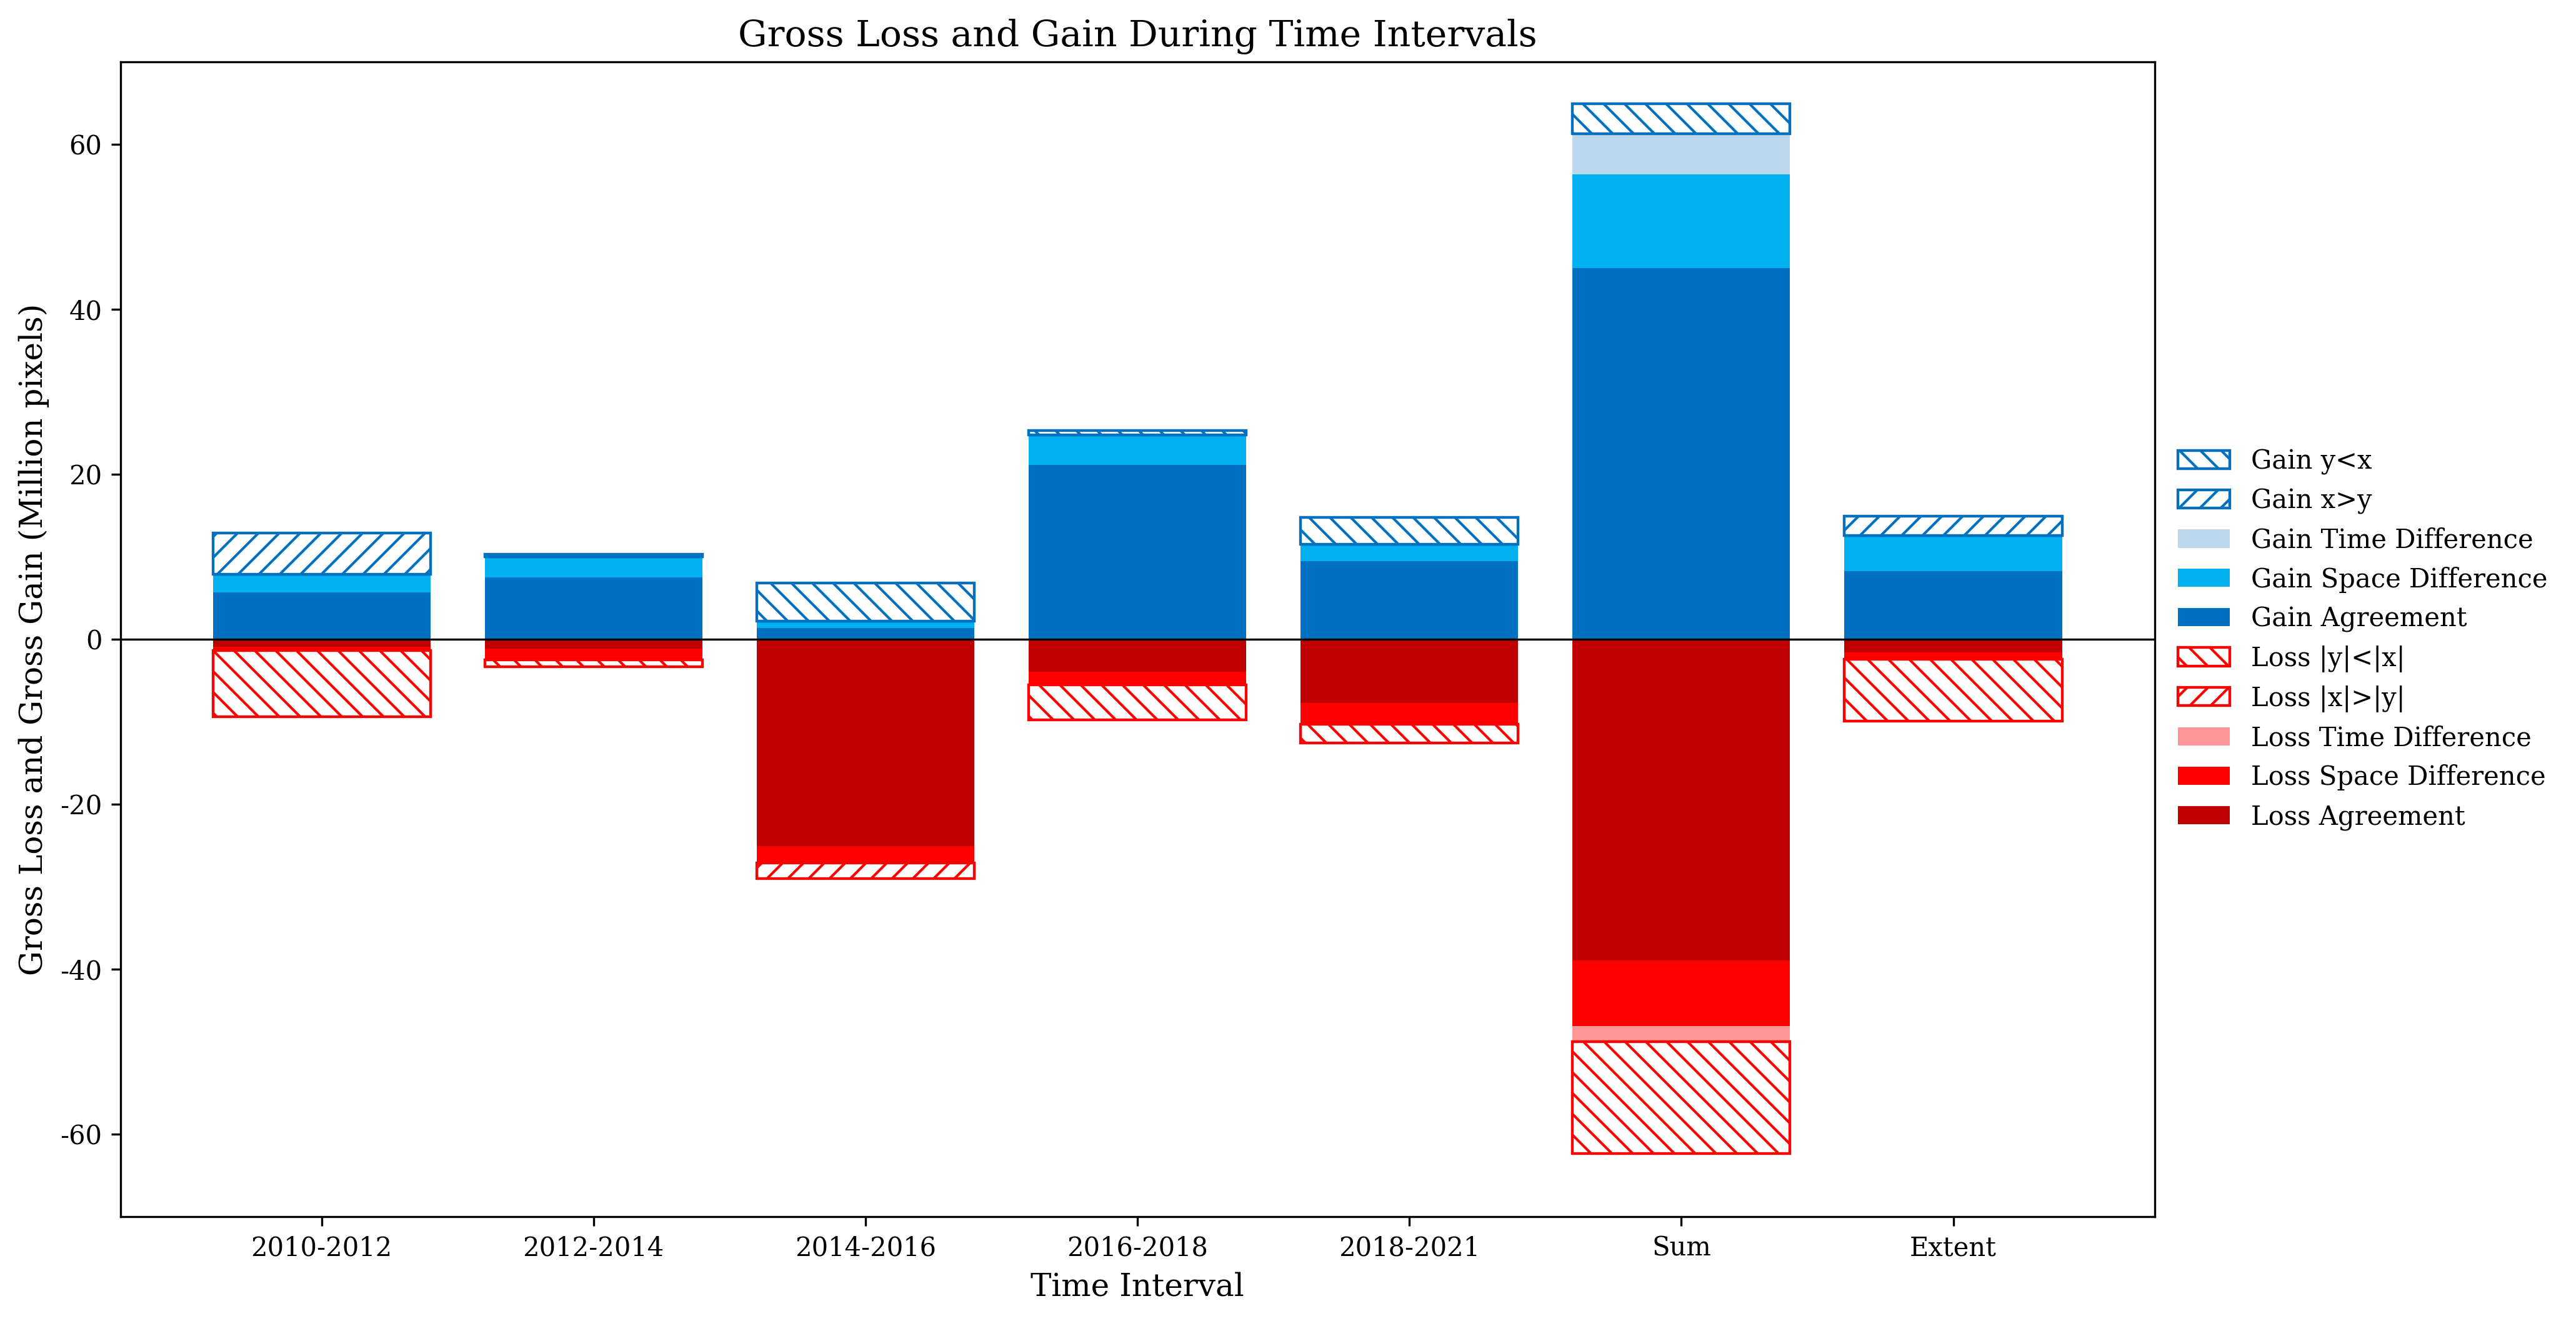 Gross Loss and Gain During Time Intervals
Gross Loss and Gross Gain (Million pixels)
60
40
20
0
-20
-40
-60
2010-2012
2012-2014
2014-2016
2016-2018
2018-2021
Sum
Extent
Time Interval
Gain y<x
Gain x>y
Gain Time Difference
Gain Space Difference
Gain Agreement
Loss |y|<|x|
Loss |x|>|y|
Loss Time Difference
Loss Space Difference
Loss Agreement